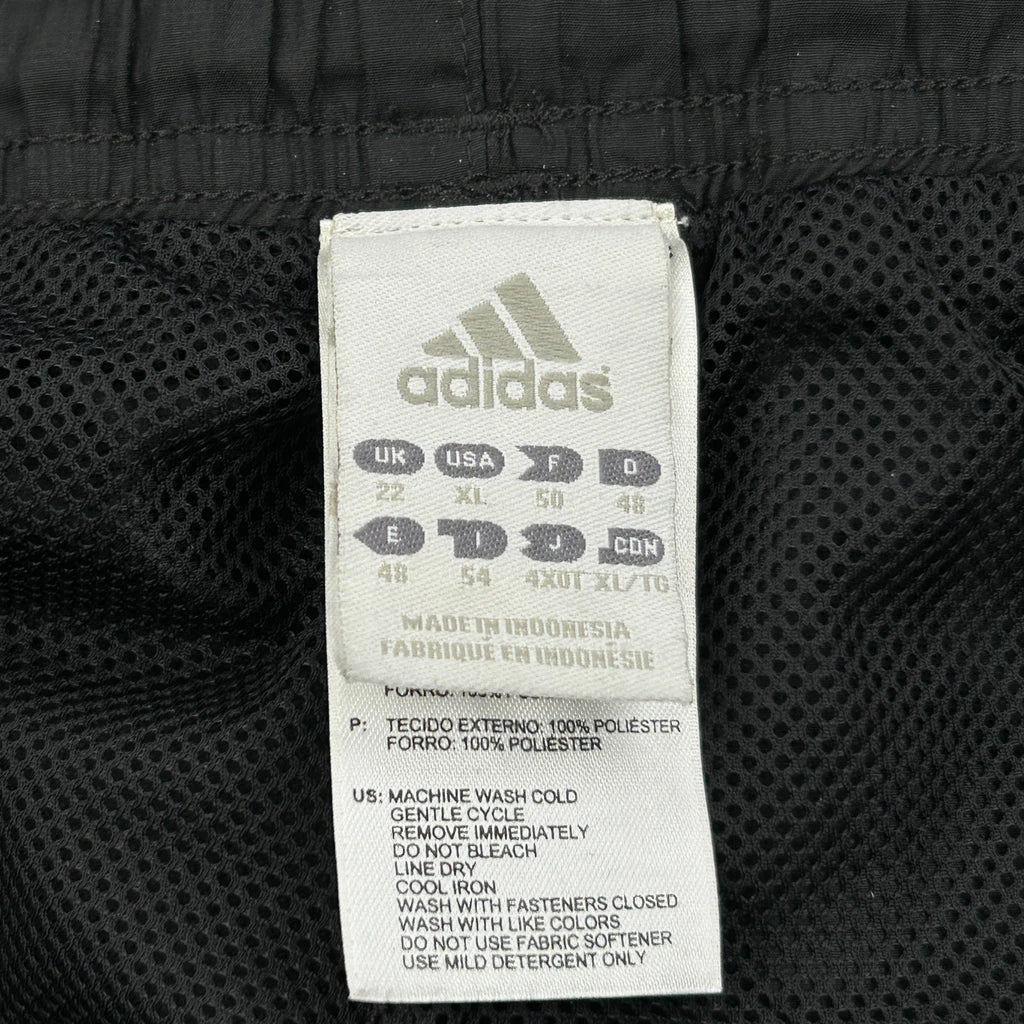 adidas
UK USA F D
22 XL 50 48
E I J CDN
48 54 4XOT XL/TG
MADE IN INDONESIA
FABRIQUÉ EN INDONÉSIE
P: TECIDO EXTERNO: 100% POLIÉSTER
FORRO: 100% POLIÉSTER
US: MACHINE WASH COLD
GENTLE CYCLE
REMOVE IMMEDIATELY
DO NOT BLEACH
LINE DRY
COOL IRON
WASH WITH FASTENERS CLOSED
WASH WITH LIKE COLORS
DO NOT USE FABRIC SOFTENER
USE MILD DETERGENT ONLY